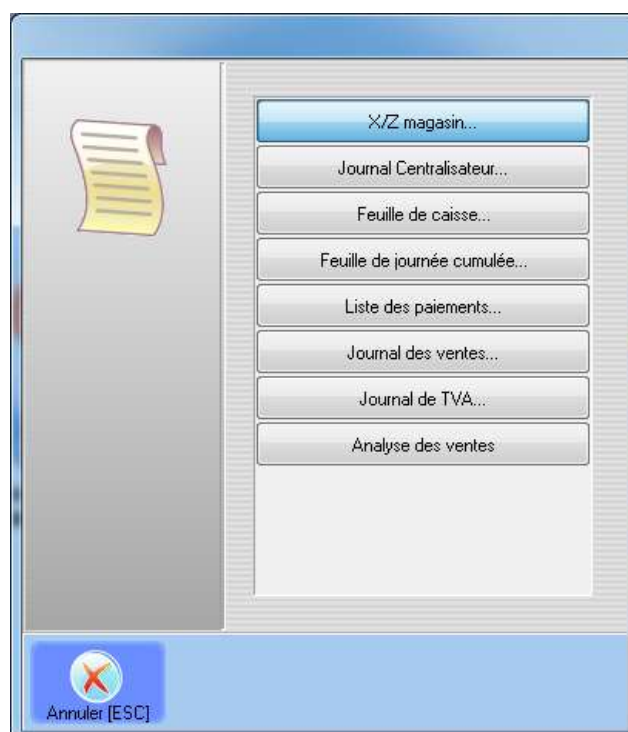 X/Z magasin...
Journal Centralisateur...
Feuille de caisse...
Feuille de journée cumulée...
Liste des paiements...
Journal des ventes...
Journal de TVA...
Analyse des ventes
Annuler [ESC]